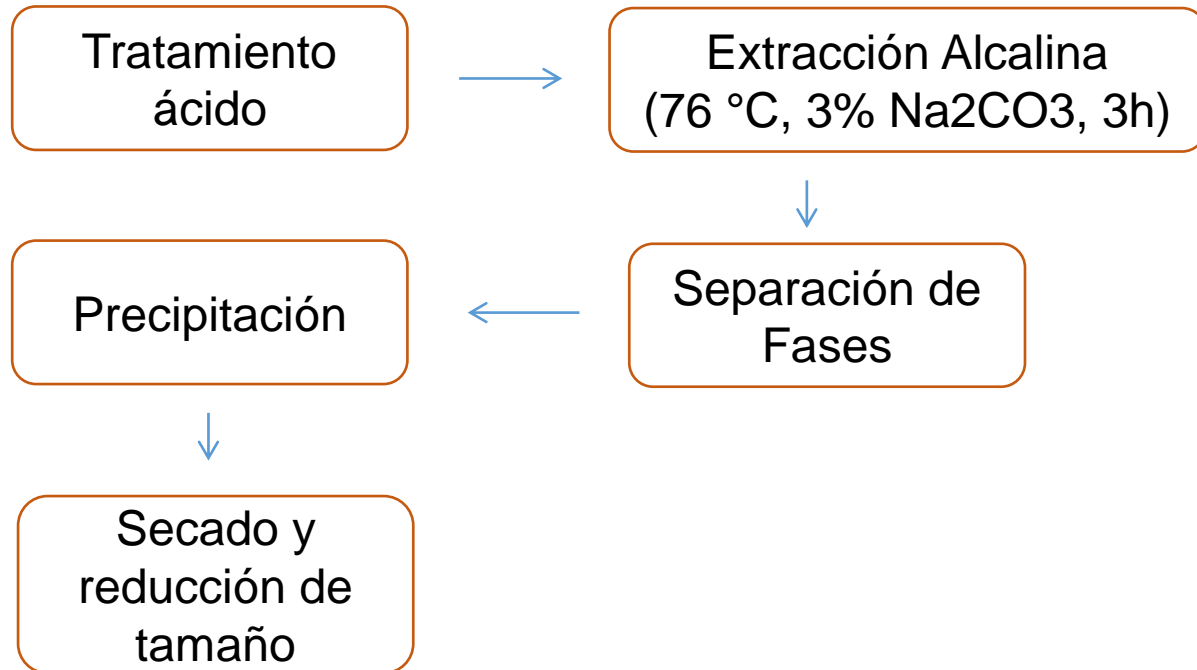 Tratamiento
ácido
Extracción Alcalina
(76 °C, 3% Na2CO3, 3h)
Separación de
Fases
Precipitación
Secado y
reducción de
tamaño